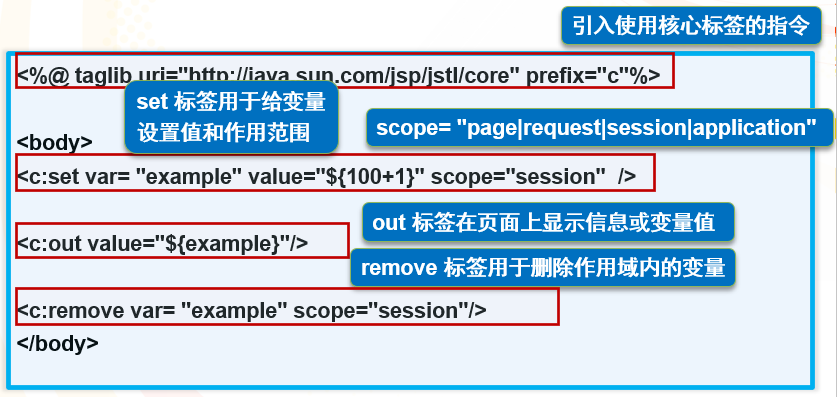 引入使用核心标签的指令
<%@ taglib uri="http://java.sun.com/jsp/jstl/core" prefix="c"%>
set 标签用于给变量
设置值和作用范围
scope= "page|request|session|application"
<body>
<c:set var= "example" value="${100+1}" scope="session"  />
out 标签在页面上显示信息或变量值
<c:out value="${example}"/>
remove 标签用于删除作用域内的变量
<c:remove var= "example" scope="session"/>
</body>